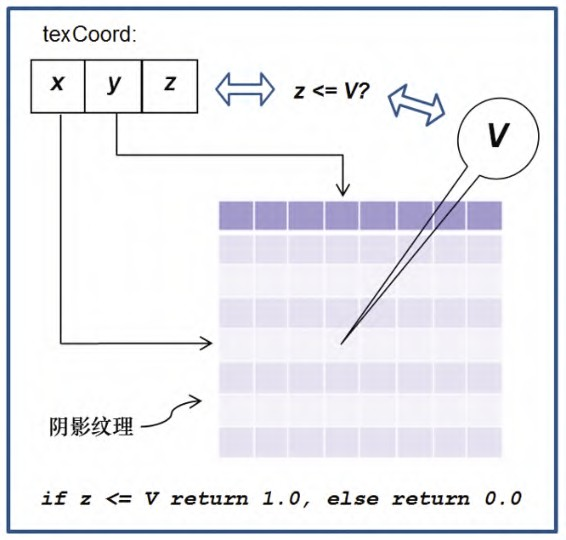 texCoord:
x y z
z <= V?
V
阴影纹理
if z <= V return 1.0, else return 0.0